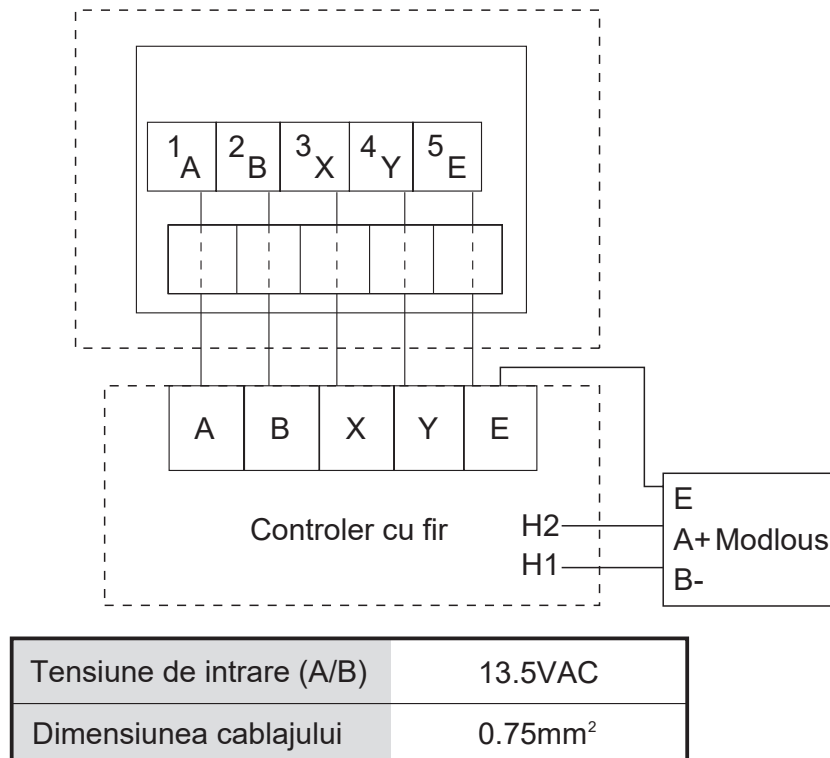 1A 2B 3X 4Y 5E
A B X Y E
E
Controler cu fir H2 A+ Modlous
H1 B-
Tensiune de intrare (A/B) 13.5VAC
Dimensiunea cablajului 0.75mm²